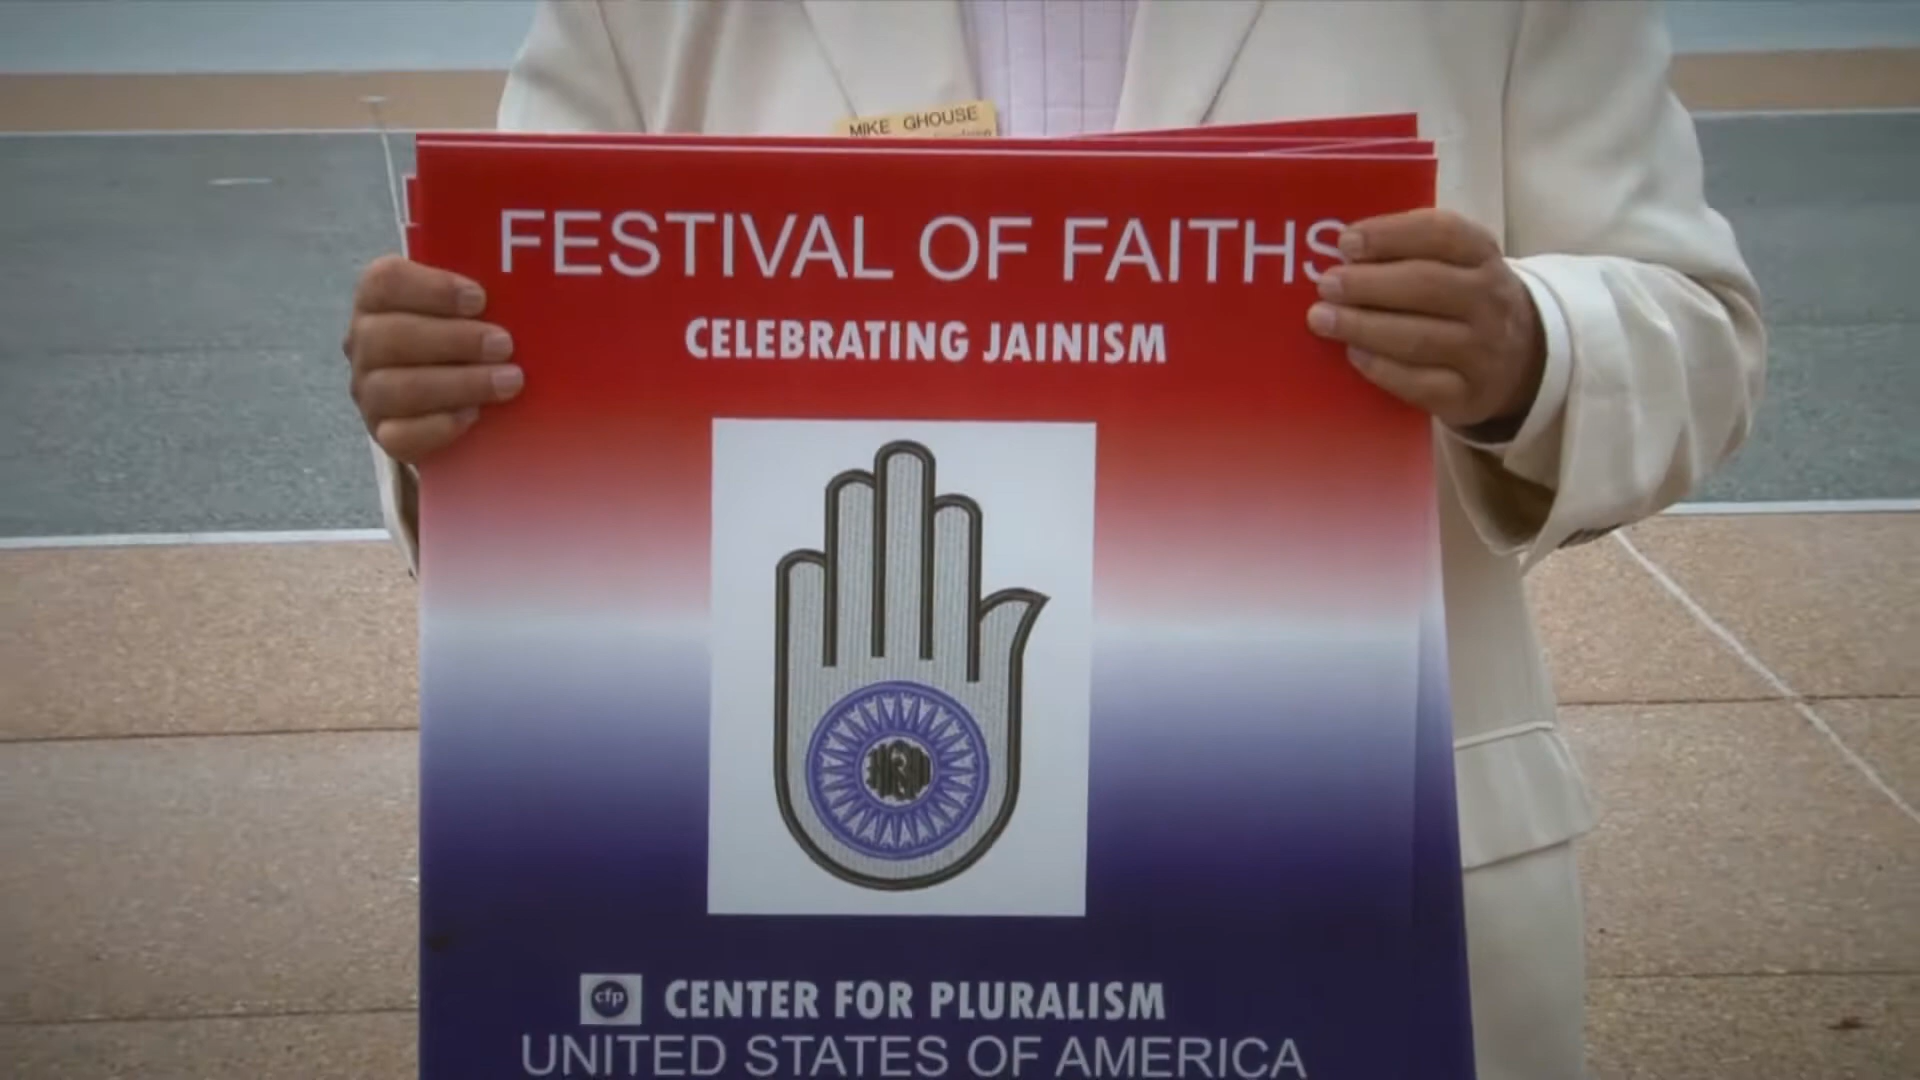 MIKE GHOUSE
FESTIVAL OF FAITHS
CELEBRATING JAINISM
cfp CENTER FOR PLURALISM
UNITED STATES OF AMERICA